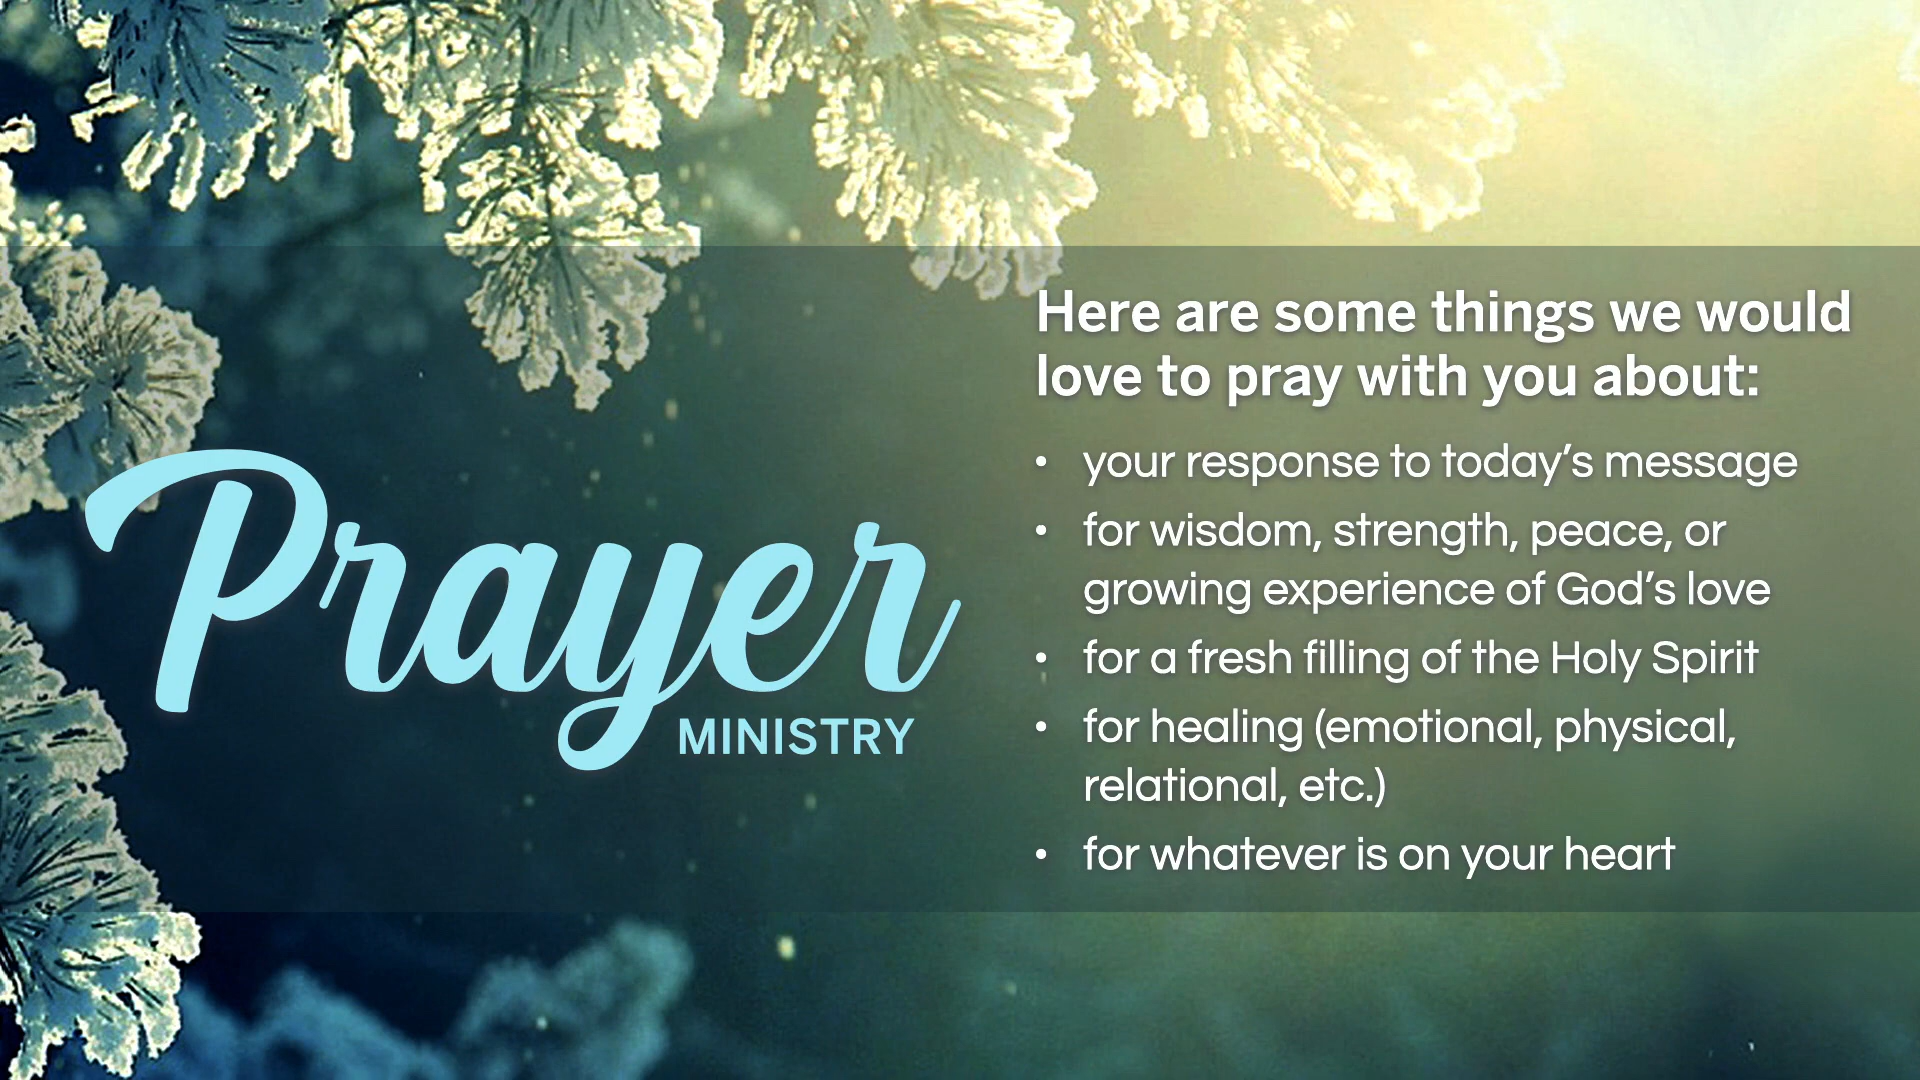 Prayer
MINISTRY
Here are some things we would
love to pray with you about:
• your response to today’s message
• for wisdom, strength, peace, or
growing experience of God’s love
• for a fresh filling of the Holy Spirit
• for healing (emotional, physical,
relational, etc.)
• for whatever is on your heart